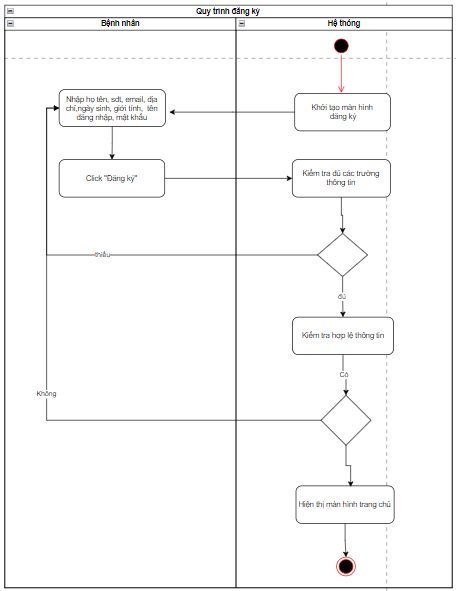 Quy trình đăng ký
Bệnh nhân
Hệ thống
Nhập họ tên, sdt, email, địa
chỉ,ngày sinh, giới tính, tên
đăng nhập, mật khẩu
Khởi tạo màn hình
đăng ký
Click "Đăng ký"
Kiểm tra đủ các trường
thông tin
thiếu
đủ
Kiểm tra hợp lệ thông tin
Có
Không
Hiện thị màn hình trang chủ